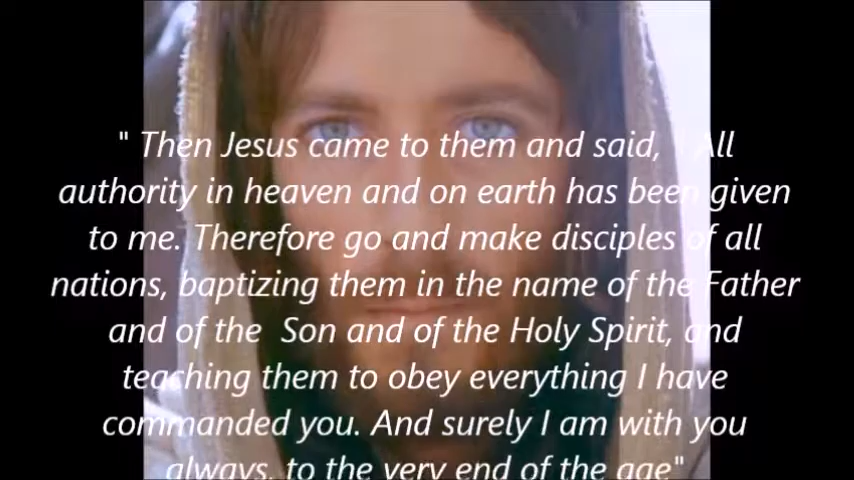 " Then Jesus came to them and said, " All
authority in heaven and on earth has been given
to me. Therefore go and make disciples of all
nations, baptizing them in the name of the Father
and of the Son and of the Holy Spirit, and
teaching them to obey everything I have
commanded you. And surely I am with you
always, to the very end of the age"